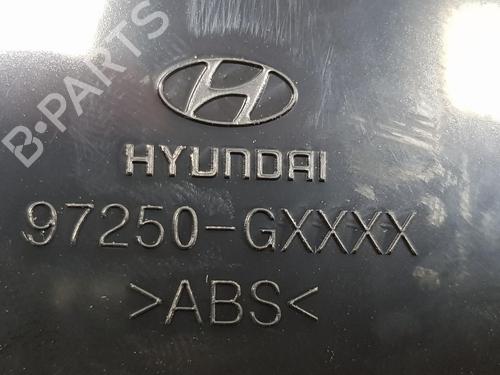 B-PARTS
HYUNDAI
97250-GXXXX
>ABS<